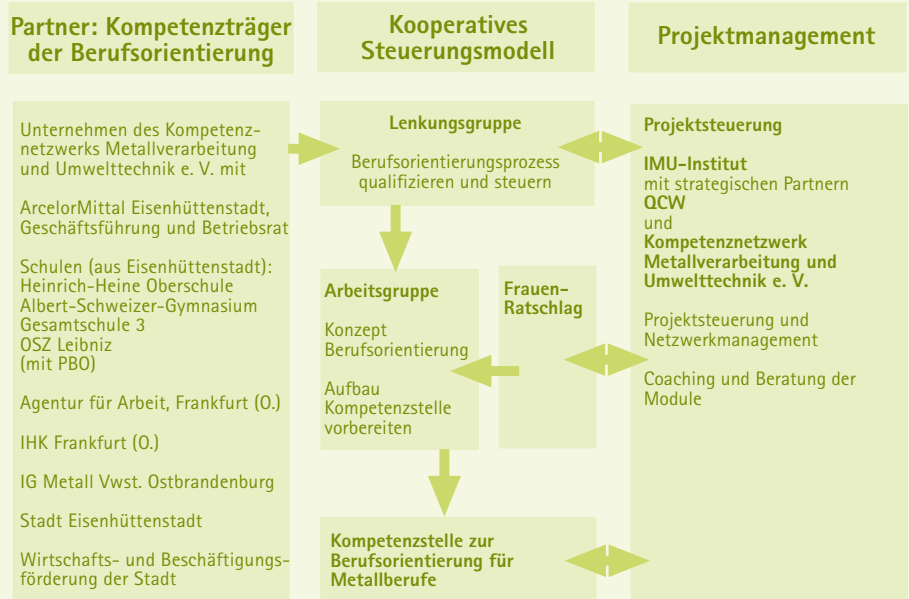 Partner: Kompetenzträger
der Berufsorientierung
Kooperatives
Steuerungsmodell
Projektmanagement
Unternehmen des Kompetenz-
netzwerks Metallverarbeitung
und Umwelttechnik e. V. mit
ArcelorMittal Eisenhüttenstadt,
Geschäftsführung und Betriebsrat
Schulen (aus Eisenhüttenstadt):
Heinrich-Heine Oberschule
Albert-Schweizer-Gymnasium
Gesamtschule 3
OSZ Leibniz
(mit PBO)
Agentur für Arbeit, Frankfurt (O.)
IHK Frankfurt (O.)
IG Metall Vwst. Ostbrandenburg
Stadt Eisenhüttenstadt
Wirtschafts- und Beschäftigungs-
förderung der Stadt
Lenkungsgruppe
Berufsorientierungsprozess
qualifizieren und steuern
Arbeitsgruppe
Konzept
Berufsorientierung
Aufbau
Kompetenzstelle
vorbereiten
Frauen-
Ratschlag
Kompetenzstelle zur
Berufsorientierung für
Metallberufe
Projektsteuerung
IMU-Institut
mit strategischen Partnern
QCW
und
Kompetenznetzwerk
Metallverarbeitung und
Umwelttechnik e. V.
Projektsteuerung und
Netzwerkmanagement
Coaching und Beratung der
Module